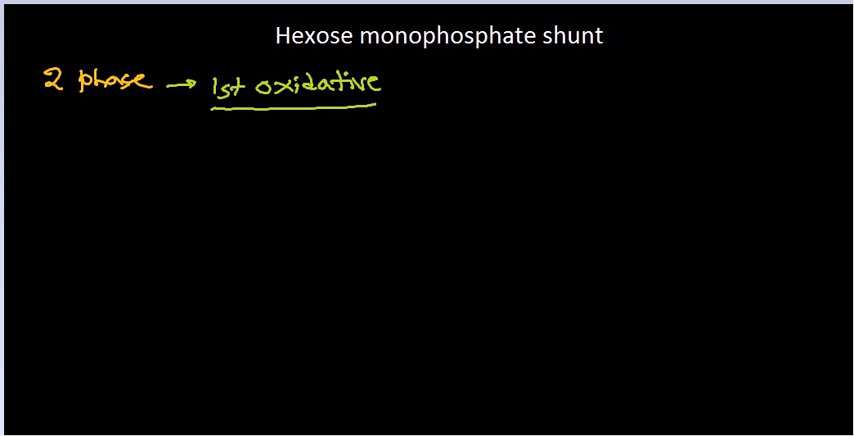 Hexose monophosphate shunt
2 phase → 1st oxidative